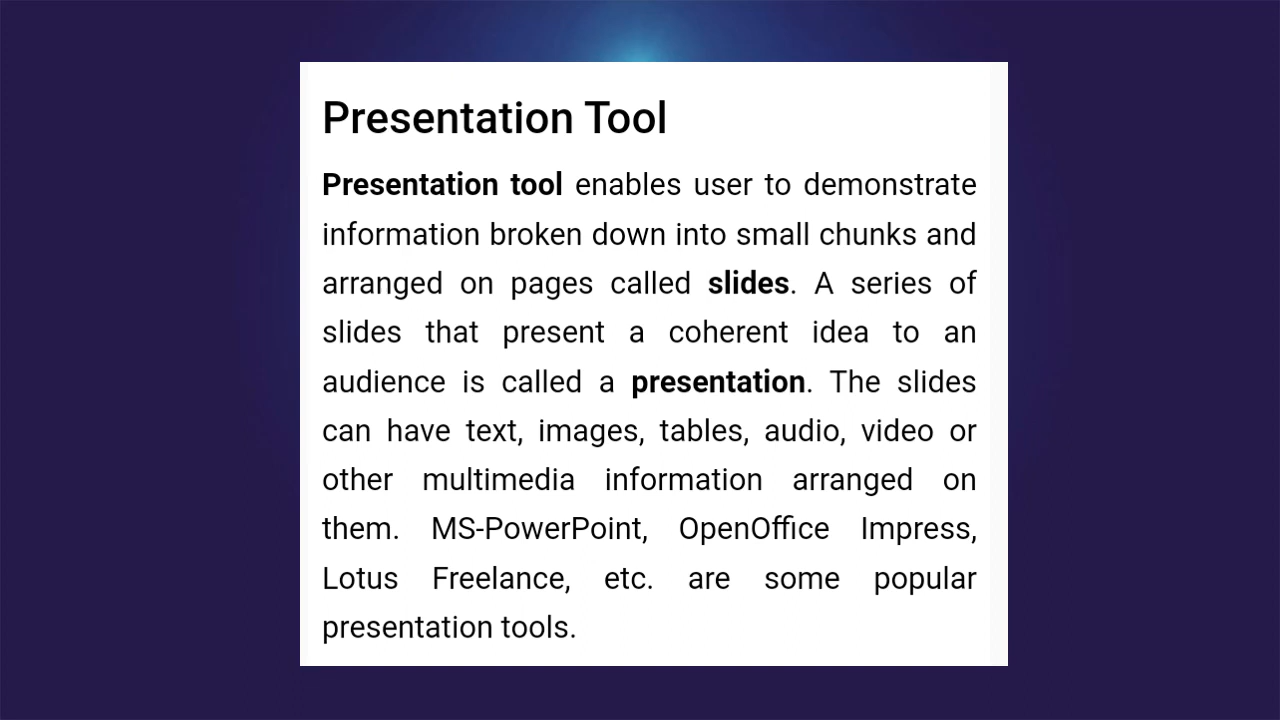 Presentation Tool
Presentation tool enables user to demonstrate
information broken down into small chunks and
arranged on pages called slides. A series of
slides that present a coherent idea to an
audience is called a presentation. The slides
can have text, images, tables, audio, video or
other multimedia information arranged on
them. MS-PowerPoint, OpenOffice Impress,
Lotus Freelance, etc. are some popular
presentation tools.